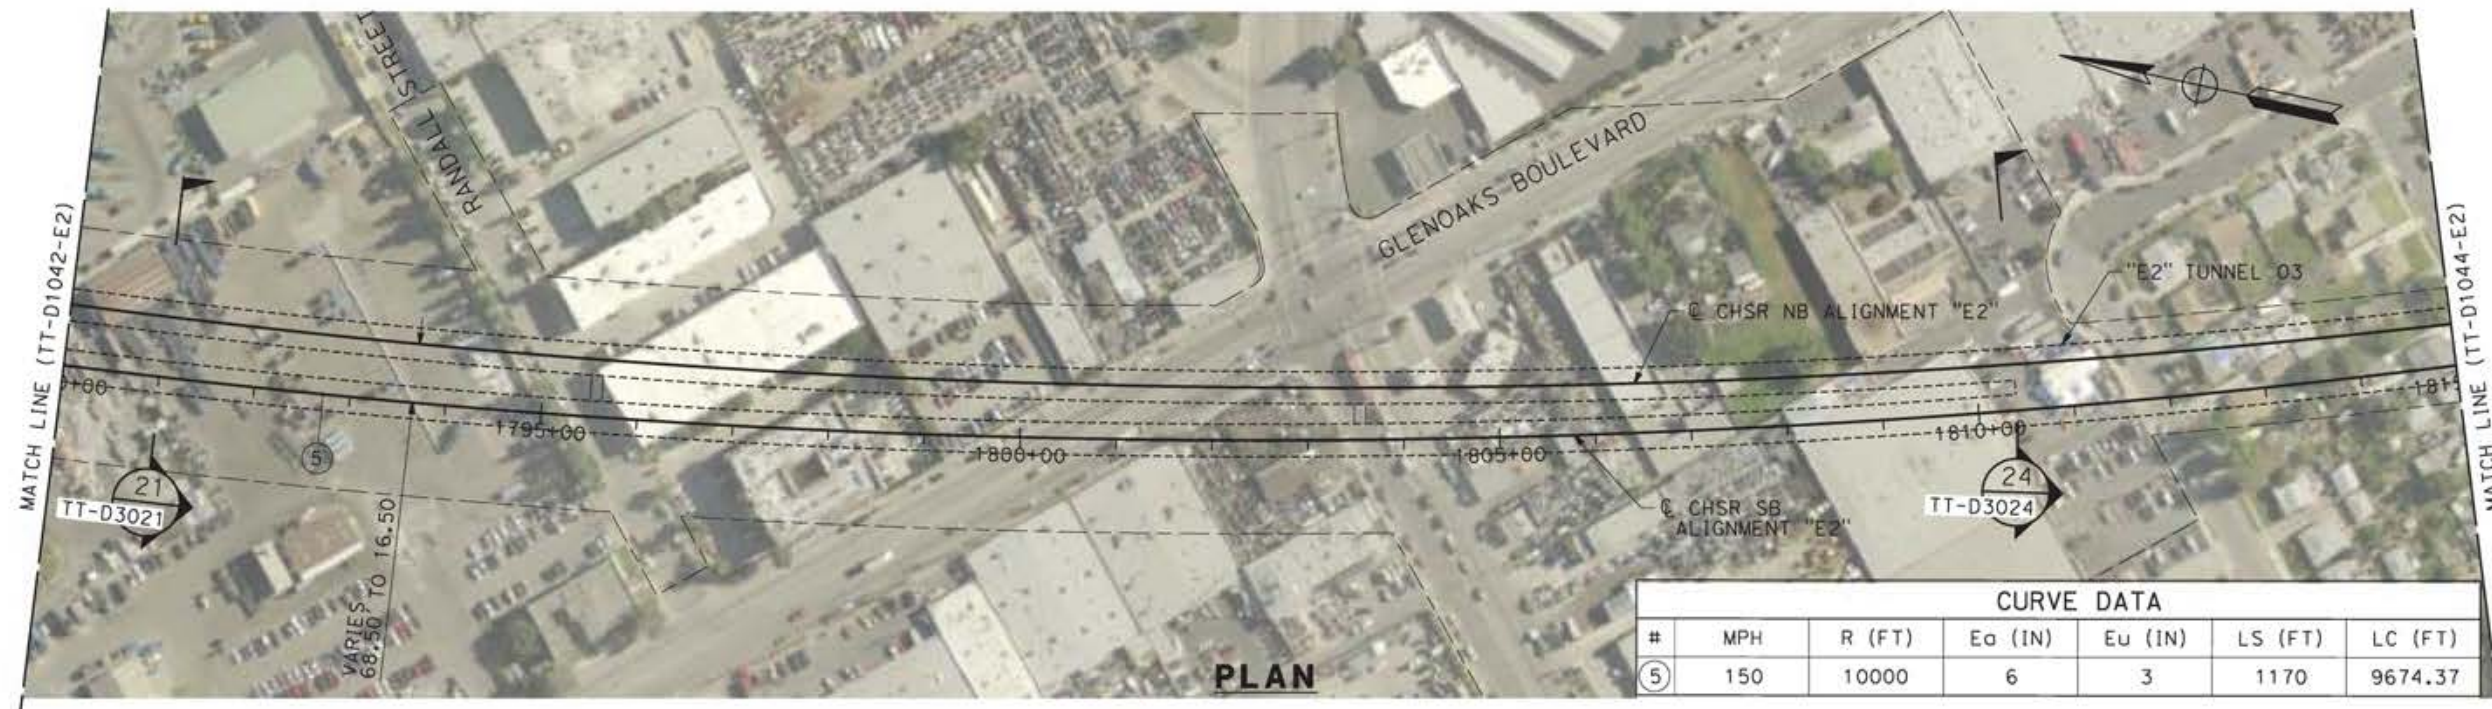 RANDALL STREET
GLENOAKS BOULEVARD
MATCH LINE (TT-D1042-E2)
MATCH LINE (TT-D1044-E2)
"E2" TUNNEL 03
℄ CHSR NB ALIGNMENT "E2"
+00
1795+00
1800+00
1805+00
1810+00
1815
5
21
TT-D3021
24
TT-D3024
℄ CHSR SB
ALIGNMENT "E2"
VARIES
68.50' TO 16.50'
PLAN
CURVE DATA
# MPH R (FT) Ea (IN) Eu (IN) LS (FT) LC (FT)
5 150 10000 6 3 1170 9674.37